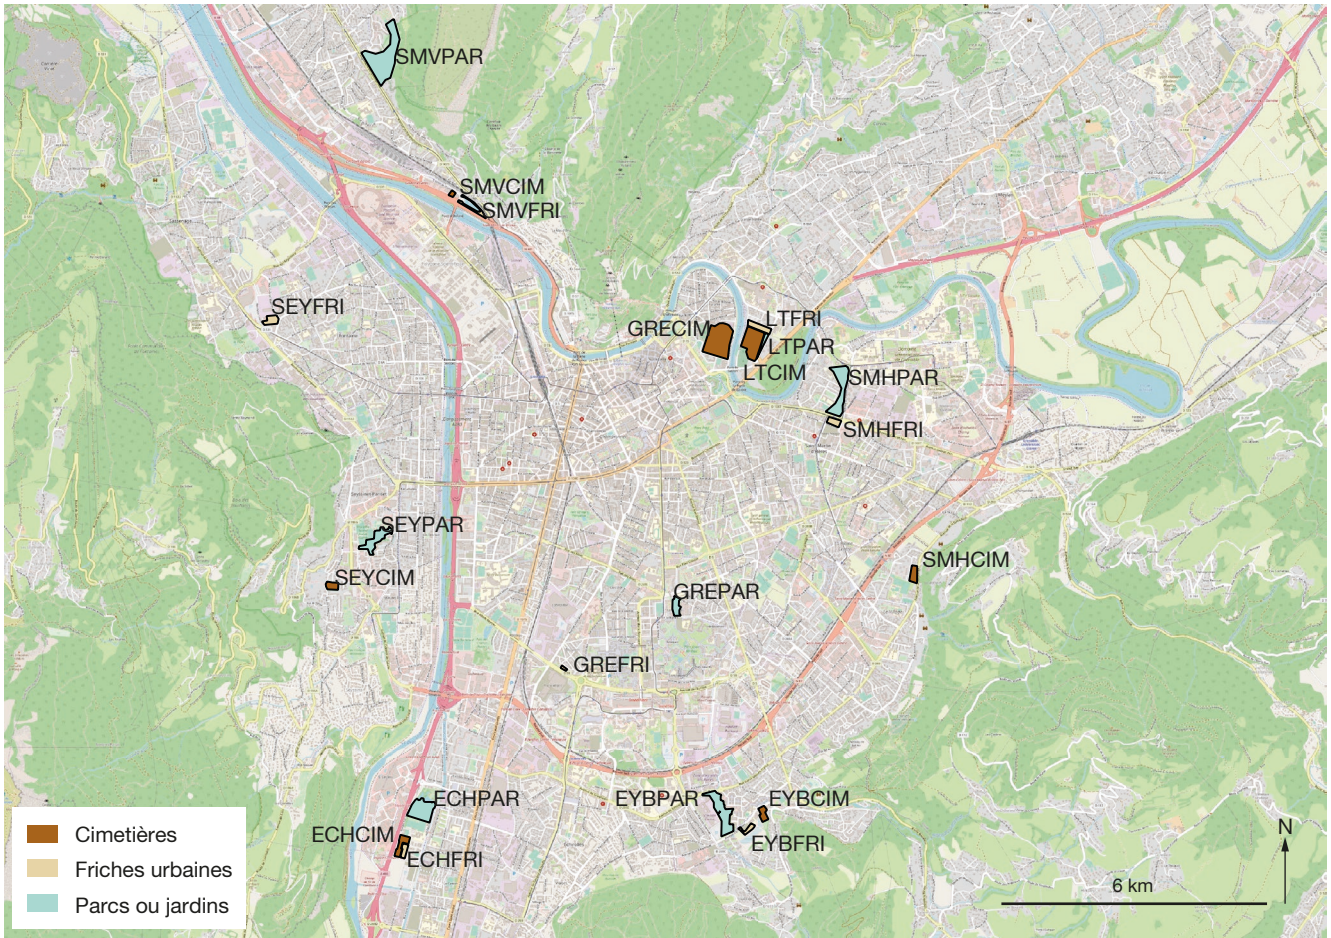 SMVPAR
SMVCIM
SMVFRI
SEYFRI
GRECIM
LTFRI
LTPAR
LTCIM
SMHPAR
SMHFRI
SEYPAR
SEYCIM
SMHCIM
GREPAR
GREFRI
ECHPAR
EYBPAR
EYBCIM
ECHCIM
EYBFRI
ECHFRI
Cimetières
Friches urbaines
Parcs ou jardins
N
6 km